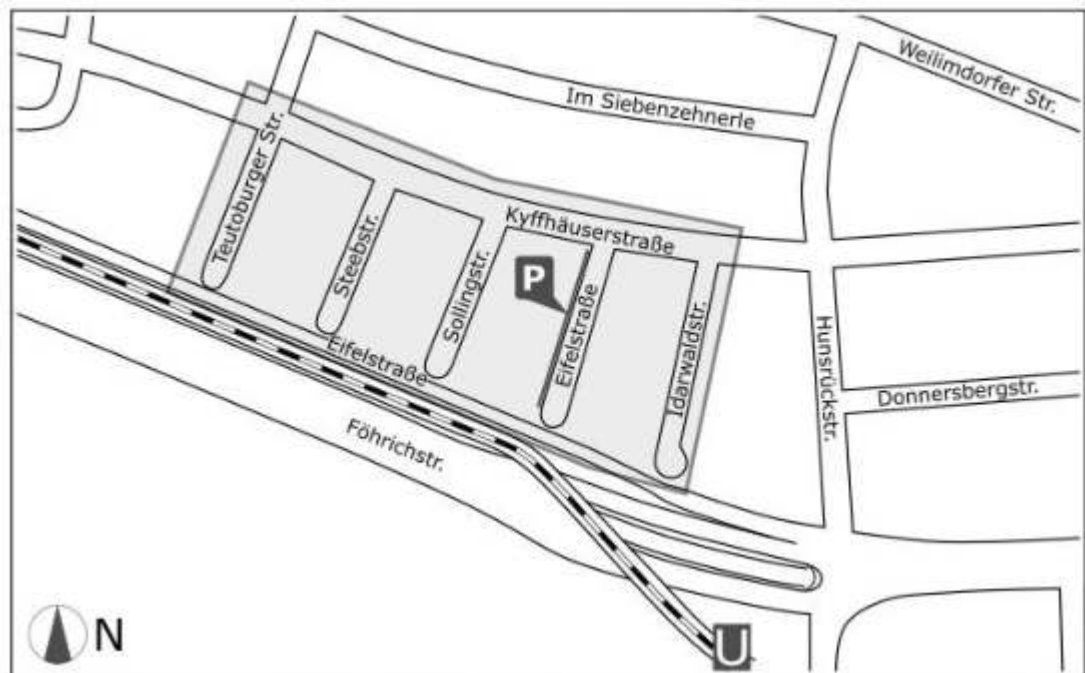 Weilimdorfer Str.
Im Siebenzehnerle
Teutoburger Str.
Steebstr.
Sollingstr.
Kyffhäuserstraße
P
Eifelstraße
Idarwaldstr.
Hunsrückstr.
Donnersbergstr.
Eifelstraße
Föhrichstr.
N
U